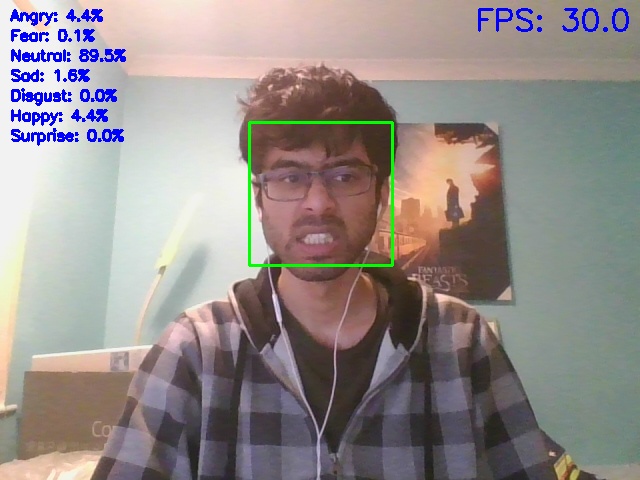 Angry: 4.4%
Fear: 0.1%
Neutral: 89.5%
Sad: 1.6%
Disgust: 0.0%
Happy: 4.4%
Surprise: 0.0%
FPS: 30.0
FANTASTIC
BEASTS
Co